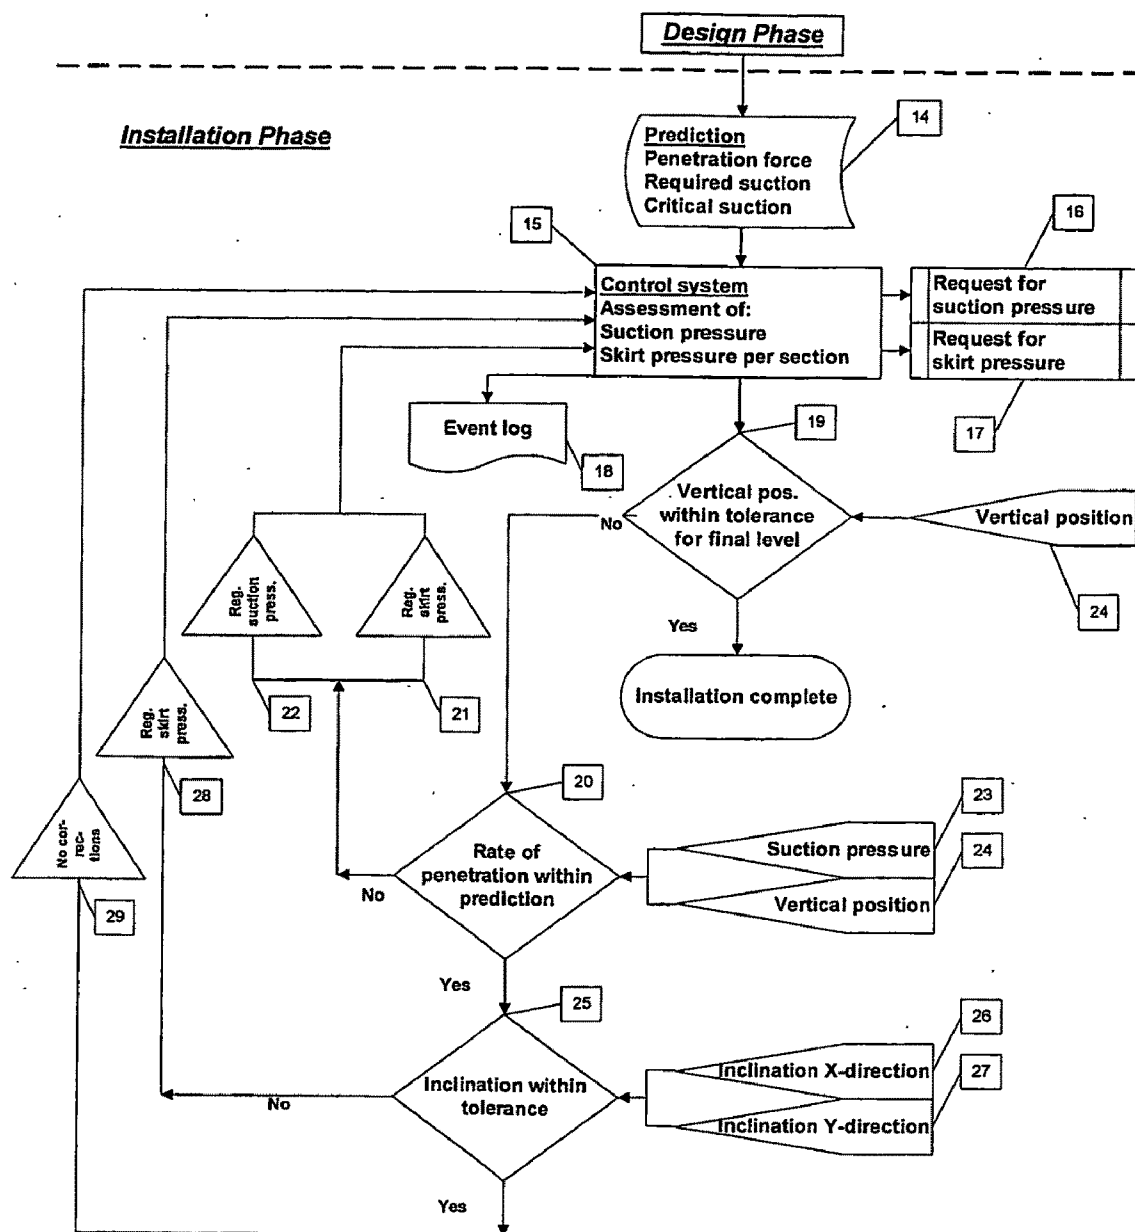 Design Phase
Installation Phase
14
Prediction
Penetration force
Required suction
Critical suction
15
16
Control system
Assessment of:
Suction pressure
Skirt pressure per section
Request for
suction pressure
Request for
skirt pressure
17
Event log
18
19
Vertical pos.
within tolerance
for final level
No
Vertical position
24
Yes
Installation complete
Reg.
suction
press.
Reg.
skirt
press.
22
21
Reg.
skirt
press.
28
20
Rate of
penetration within
prediction
No
23
Suction pressure
24
Vertical position
No cor-
rec-
tions
29
Yes
25
Inclination within
tolerance
No
26
Inclination X-direction
27
Inclination Y-direction
Yes